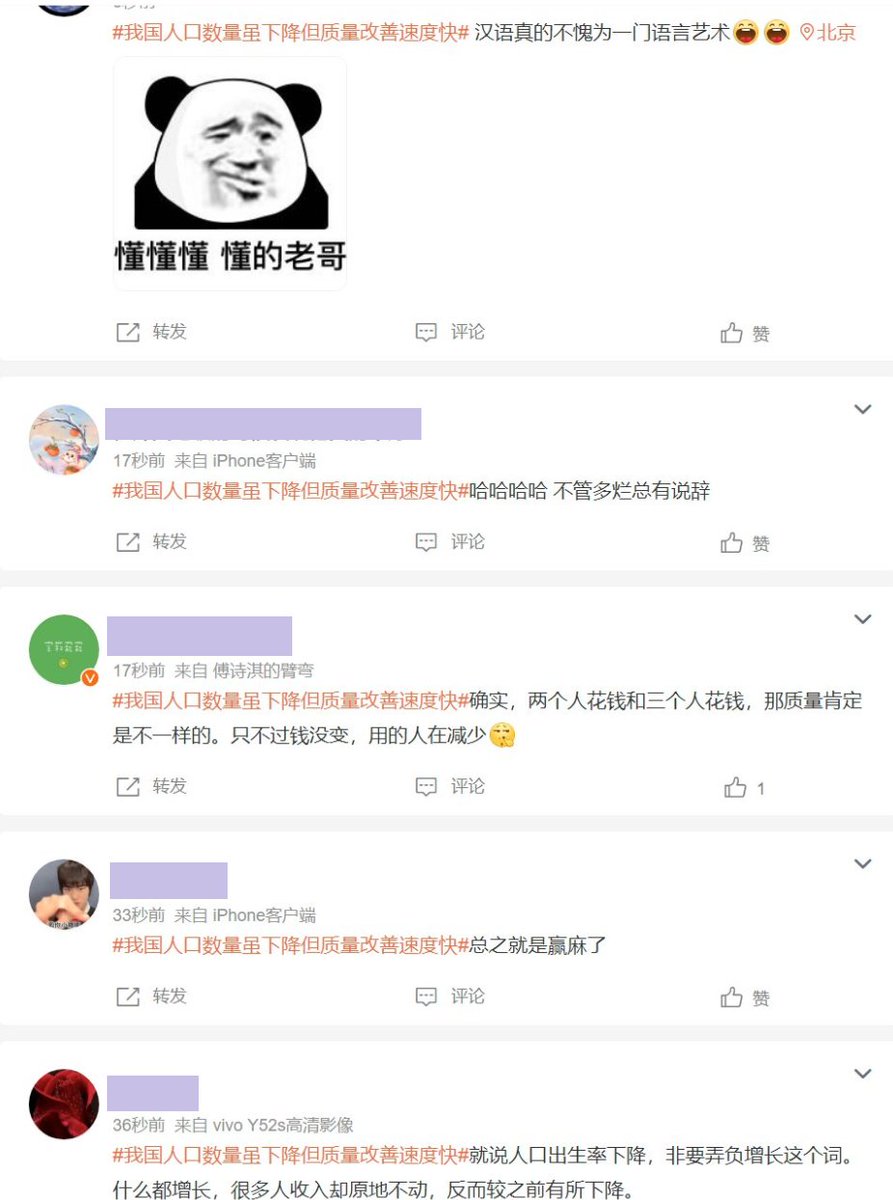 #我国人口数量虽下降但质量改善速度快# 汉语真的不愧为一门语言艺术 北京
懂懂懂 懂的老哥
转发 评论 赞
17秒前 来自 iPhone客户端
#我国人口数量虽下降但质量改善速度快#哈哈哈哈 不管多烂总有说辞
转发 评论 赞
17秒前 来自 傅诗淇的臂弯
#我国人口数量虽下降但质量改善速度快#确实，两个人花钱和三个人花钱，那质量肯定
是不一样的。只不过钱没变，用的人在减少
转发 评论 1
33秒前 来自 iPhone客户端
#我国人口数量虽下降但质量改善速度快#总之就是赢麻了
转发 评论 赞
36秒前 来自 vivo Y52s高清影像
#我国人口数量虽下降但质量改善速度快#就说人口出生率下降，非要弄负增长这个词。
什么都增长，很多人收入却原地不动，反而较之前有所下降。